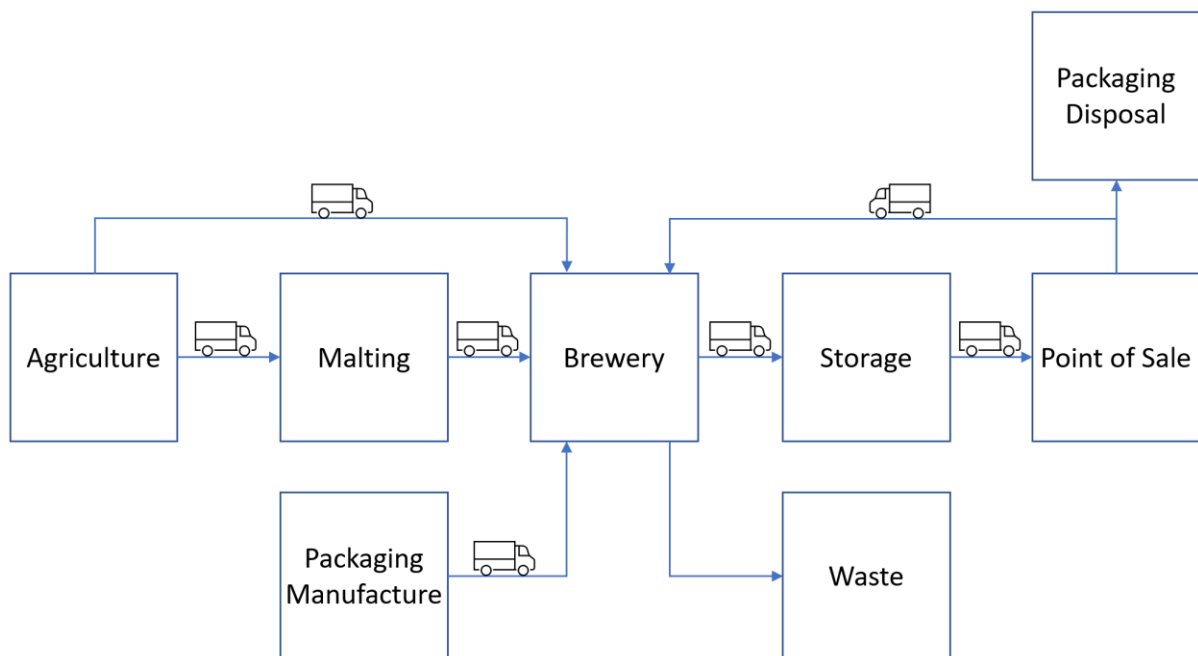 Packaging
Disposal
Agriculture
Malting
Brewery
Storage
Point of Sale
Packaging
Manufacture
Waste